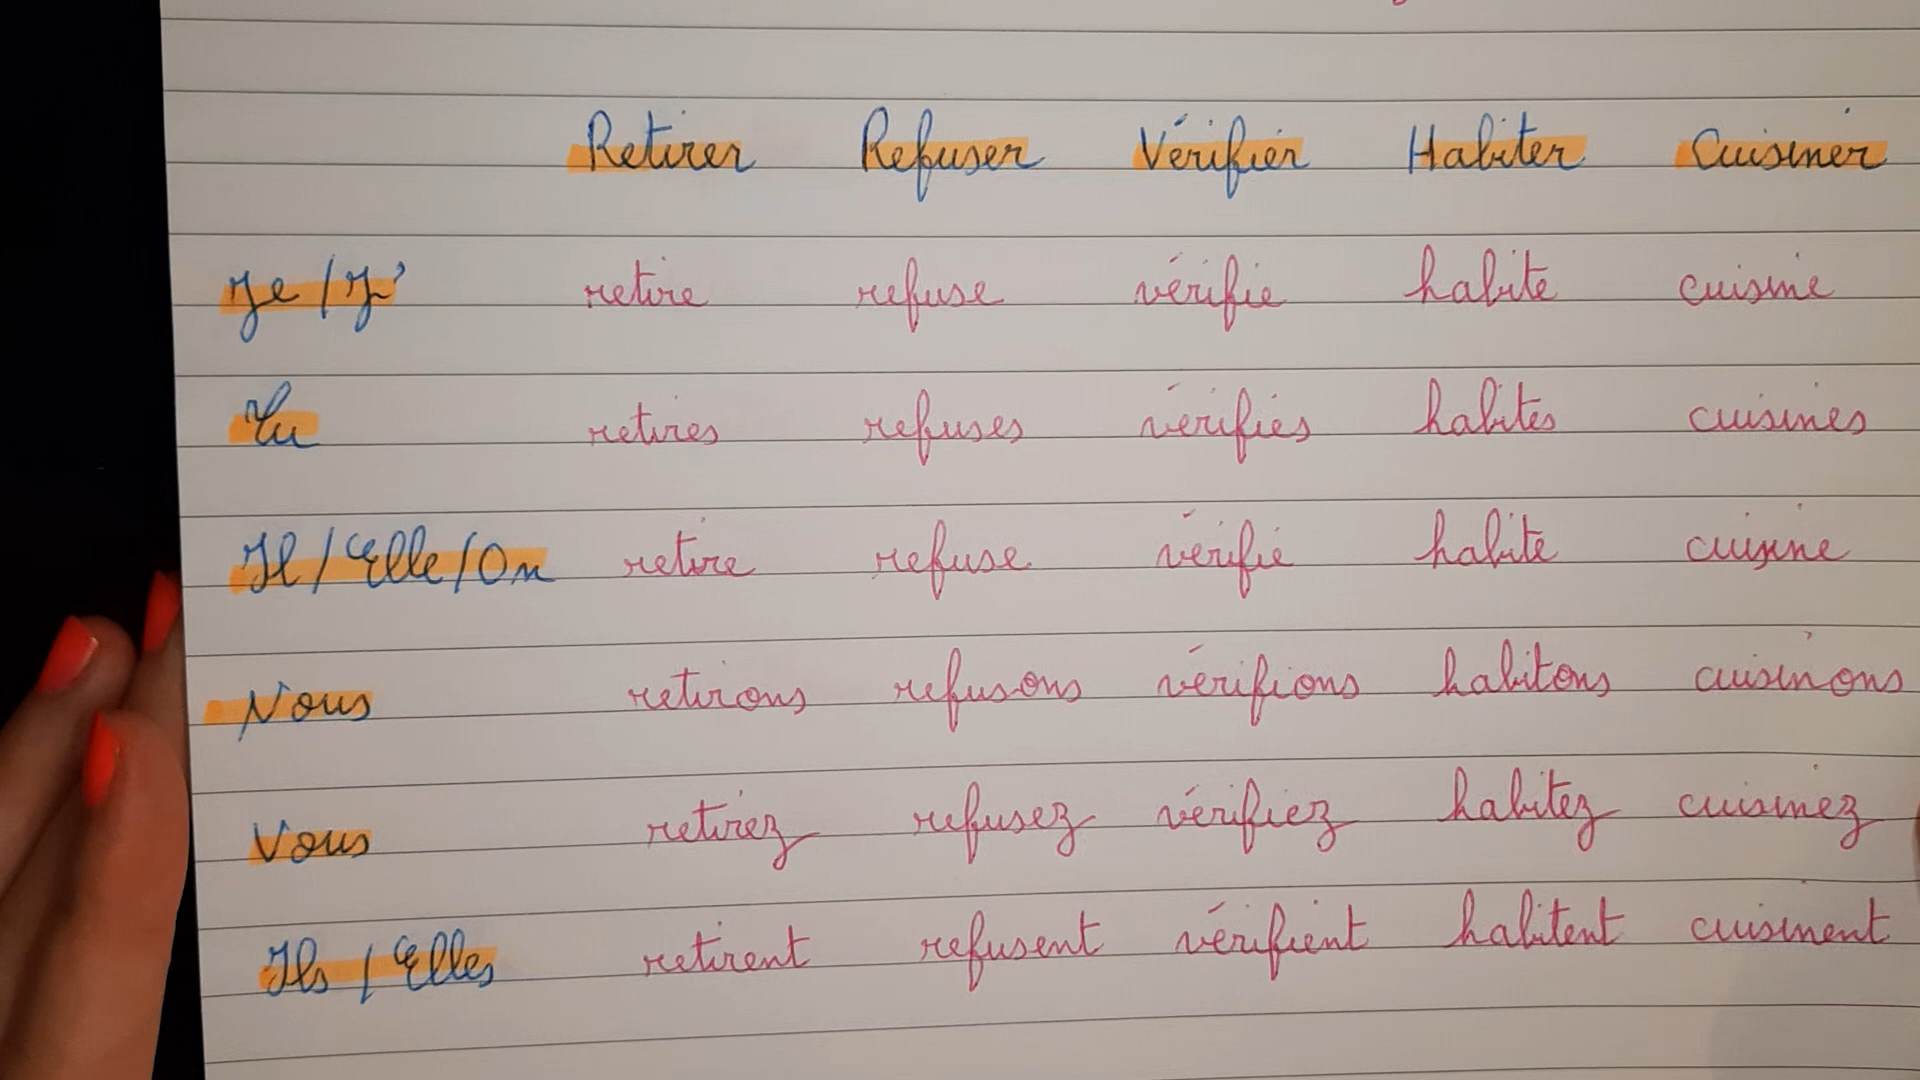 Retirer Refuser Vérifier Habiter Cuisiner
Je/J' retire refuse vérifie habite cuisine
Tu retires refuses vérifies habites cuisines
Il/Elle/On retire refuse vérifie habite cuisine
Nous retirons refusons vérifions habitons cuisinons
Vous retirez refusez vérifiez habitez cuisinez
Ils/Elles retirent refusent vérifient habitent cuisinent